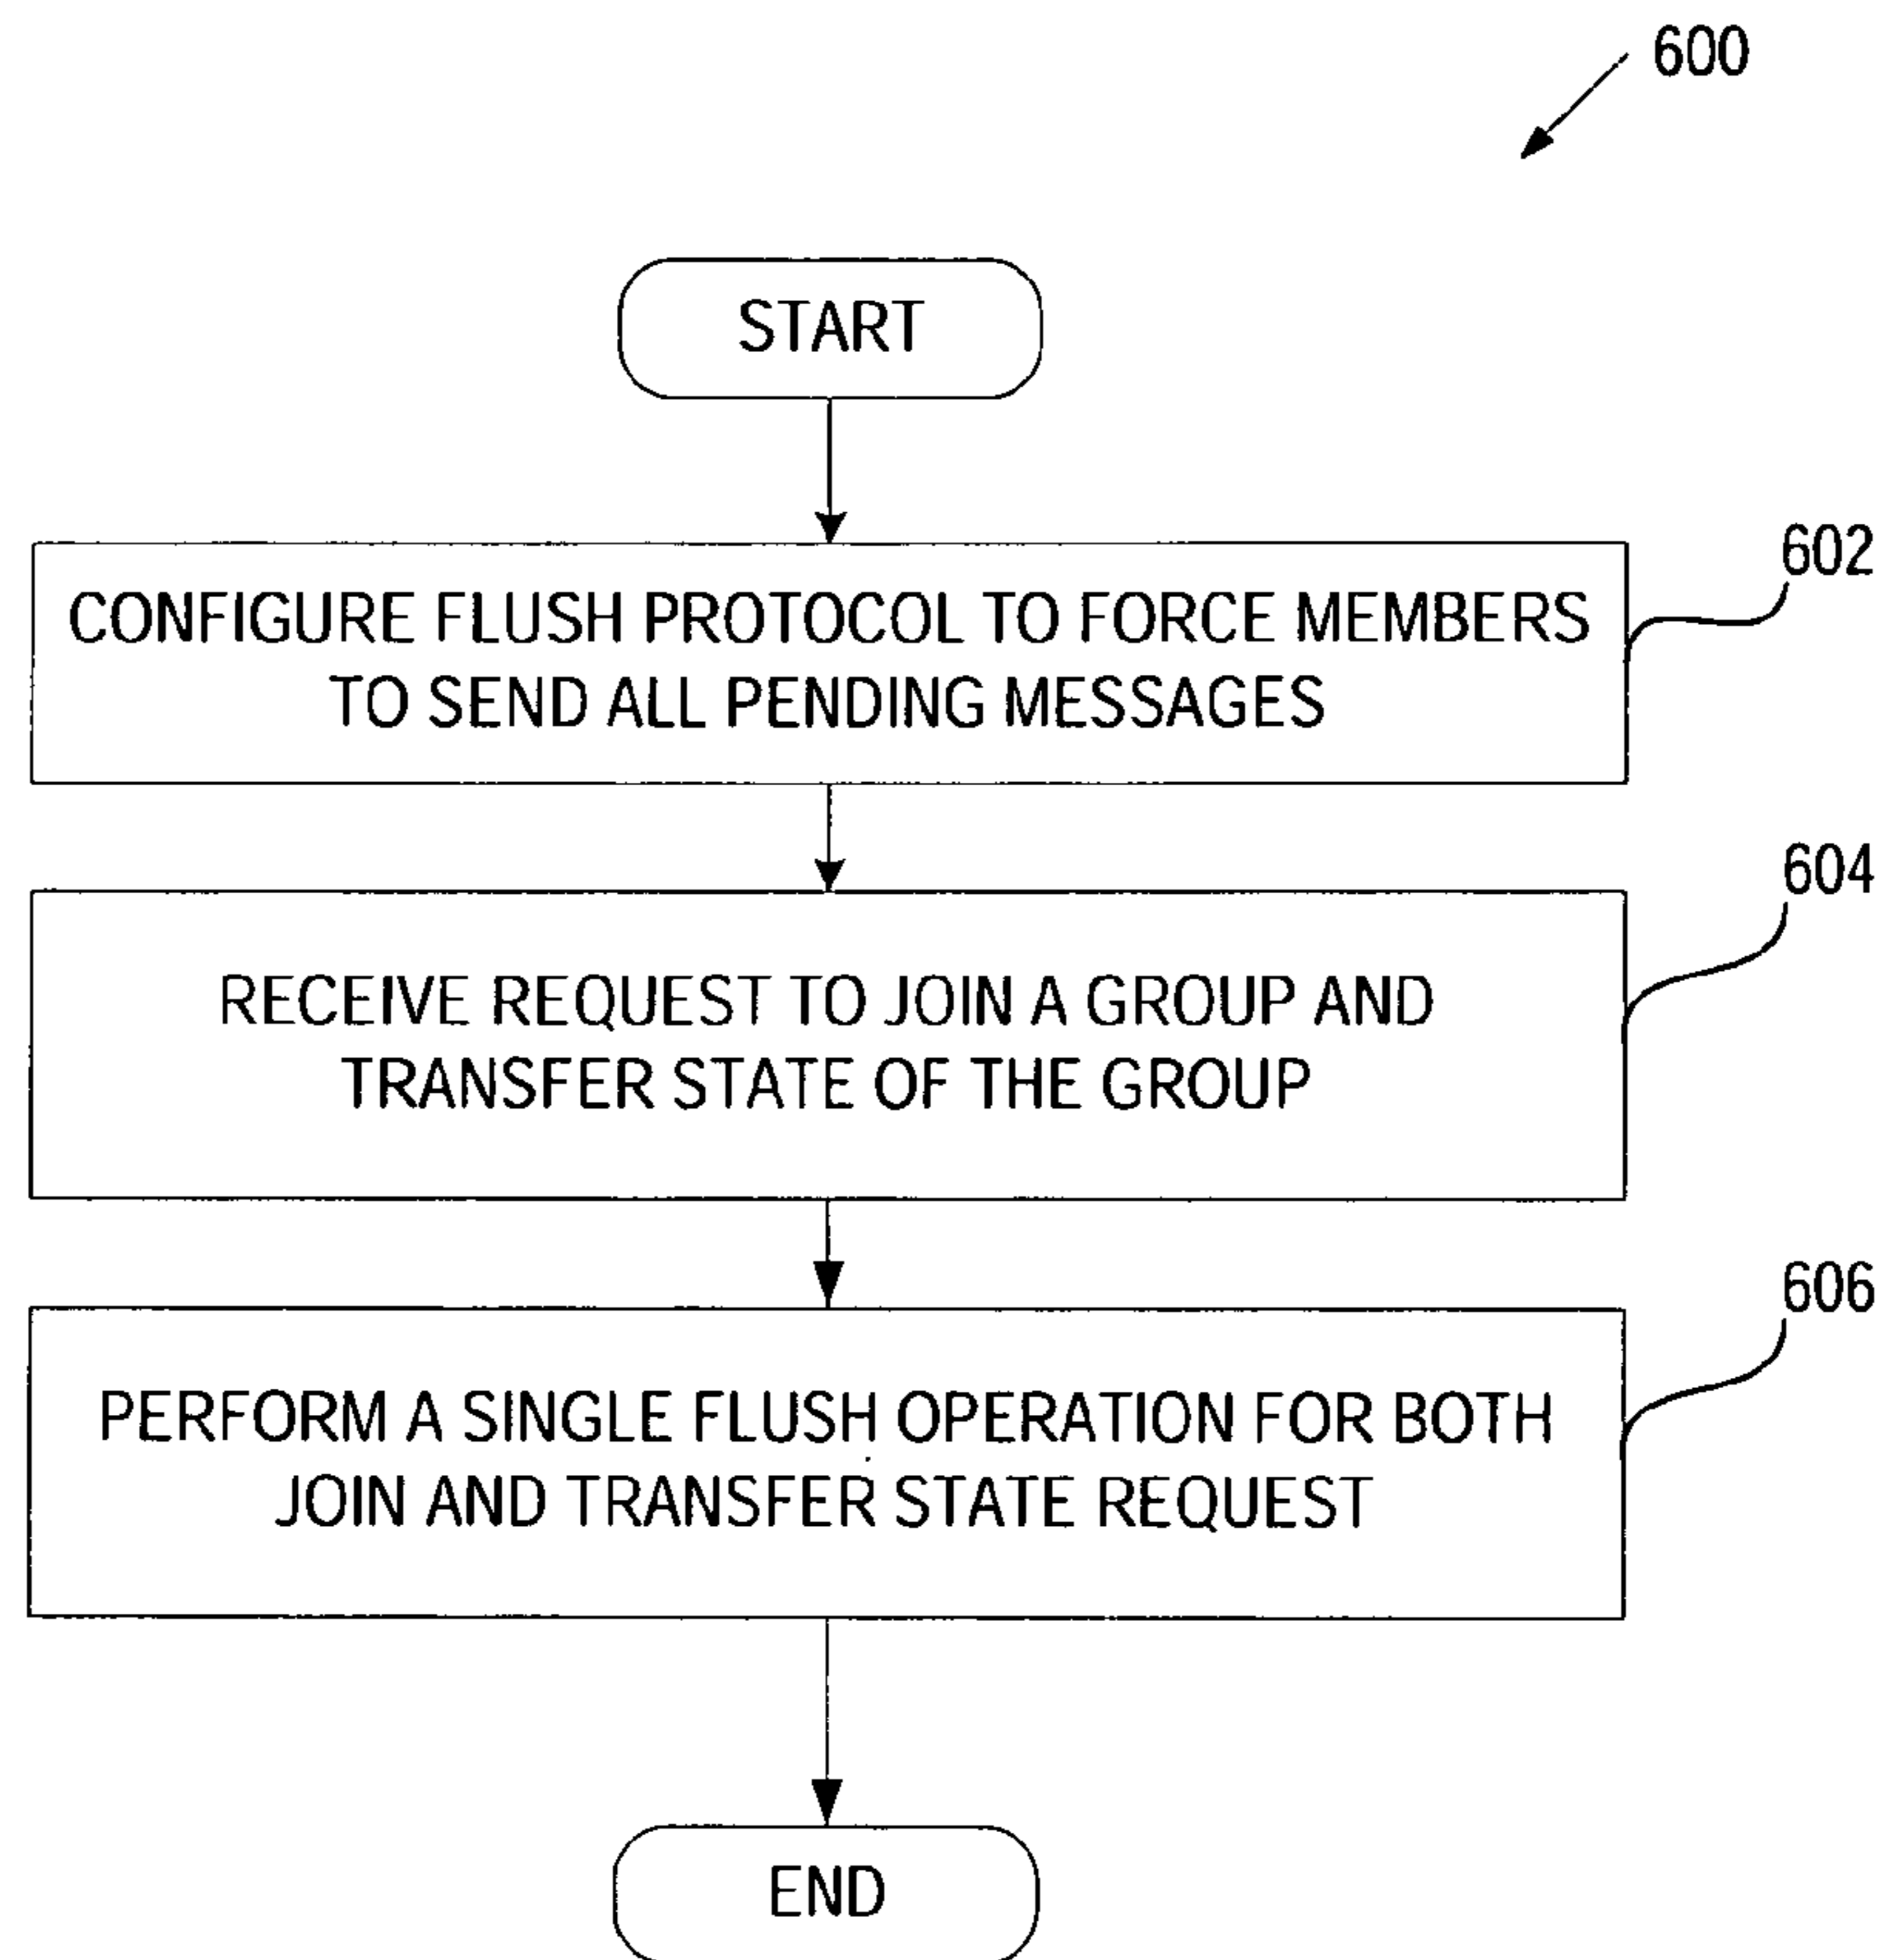 600
START
602
CONFIGURE FLUSH PROTOCOL TO FORCE MEMBERS
TO SEND ALL PENDING MESSAGES
604
RECEIVE REQUEST TO JOIN A GROUP AND
TRANSFER STATE OF THE GROUP
606
PERFORM A SINGLE FLUSH OPERATION FOR BOTH
JOIN AND TRANSFER STATE REQUEST
END